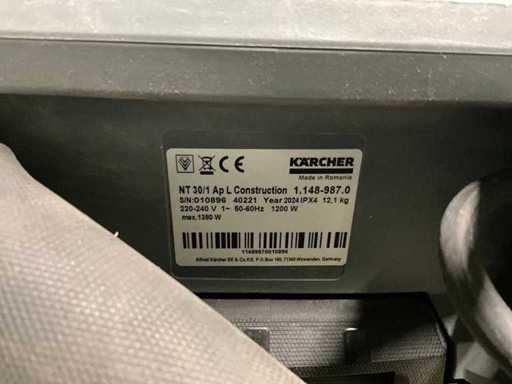 CE KÄRCHER
Made in Romania
NT 30/1 Ap L Construction 1.148-987.0
S/N:010896 40221 Year 2024 IPX4 12,1 kg
220-240 V 1~ 50-60Hz 1200 W
max.1380 W
Alfred Kärcher SE & Co.KG, P.O.Box 160, 71349 Winnenden, Germany